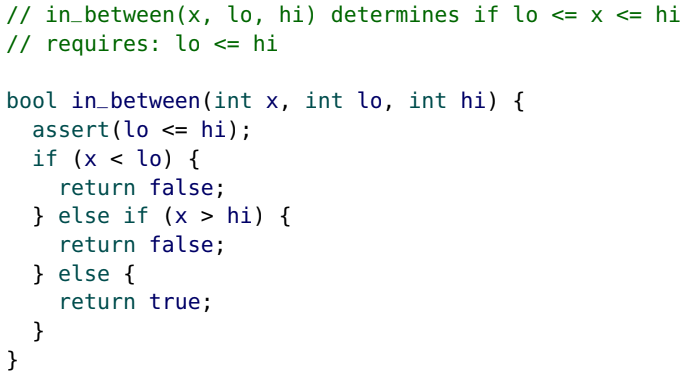 // in_between(x, lo, hi) determines if lo <= x <= hi
// requires: lo <= hi

bool in_between(int x, int lo, int hi) {
  assert(lo <= hi);
  if (x < lo) {
    return false;
  } else if (x > hi) {
    return false;
  } else {
    return true;
  }
}